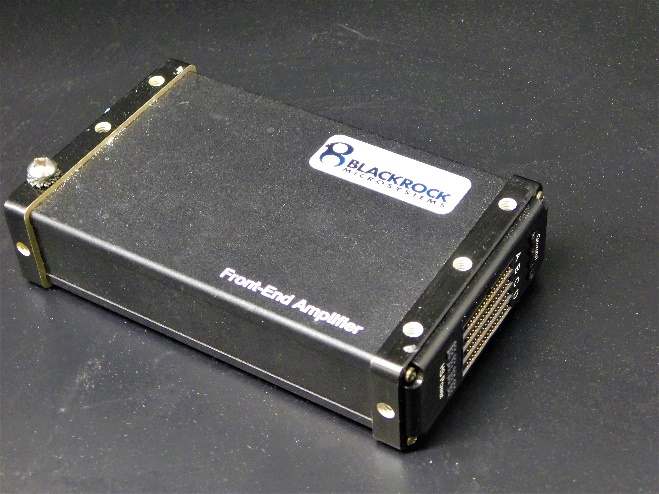 BLACKROCK
MICROSYSTEMS
Front-End Amplifier
A B C D